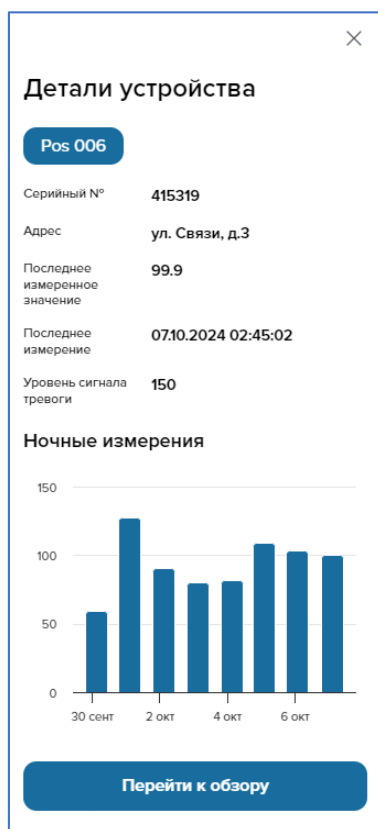 Детали устройства
Pos 006
Серийный №
415319
Адрес
ул. Связи, д.3
Последнее
измеренное
значение
99.9
Последнее
измерение
07.10.2024 02:45:02
Уровень сигнала
тревоги
150
Ночные измерения
150
100
50
0
30 сент
2 окт
4 окт
6 окт
Перейти к обзору